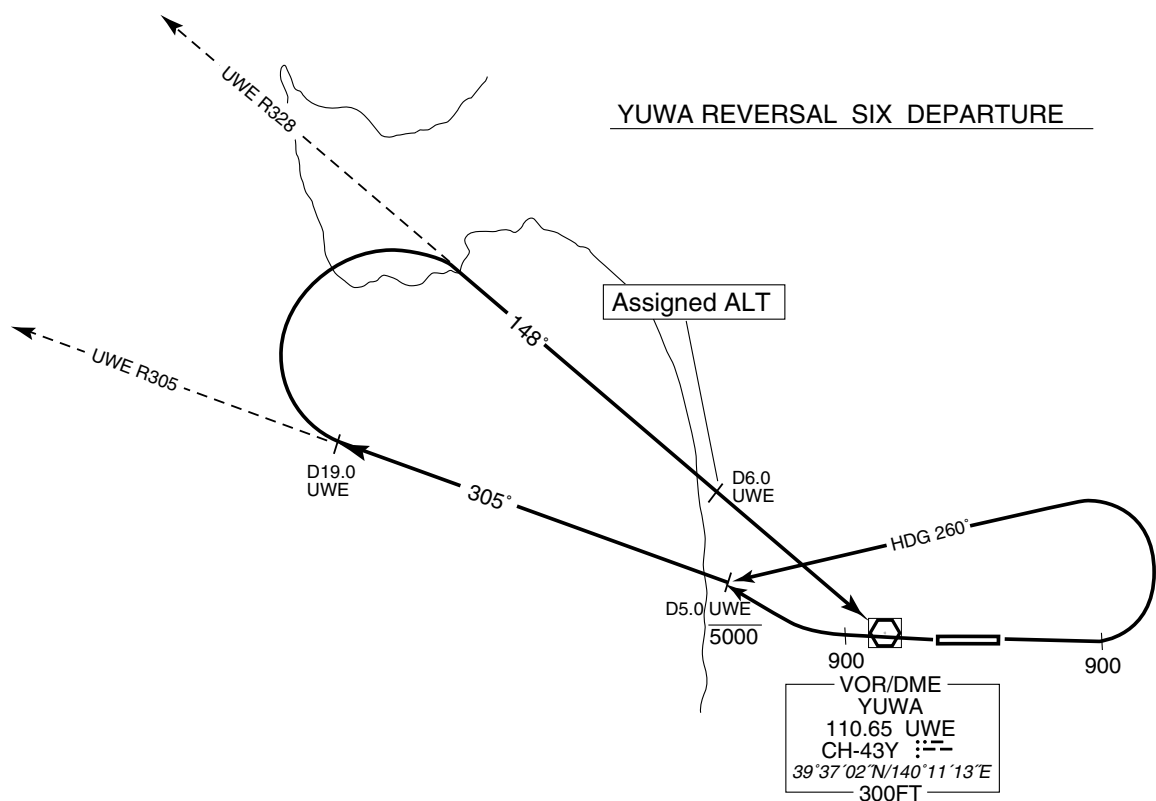 YUWA REVERSAL SIX DEPARTURE
UWE R328
Assigned ALT
148°
UWE R305
D19.0
UWE
305°
D6.0
UWE
HDG 260°
D5.0 UWE
5000
900
900
VOR/DME
YUWA
110.65 UWE
CH-43Y
39°37´02˝N/140°11´13˝E
300FT